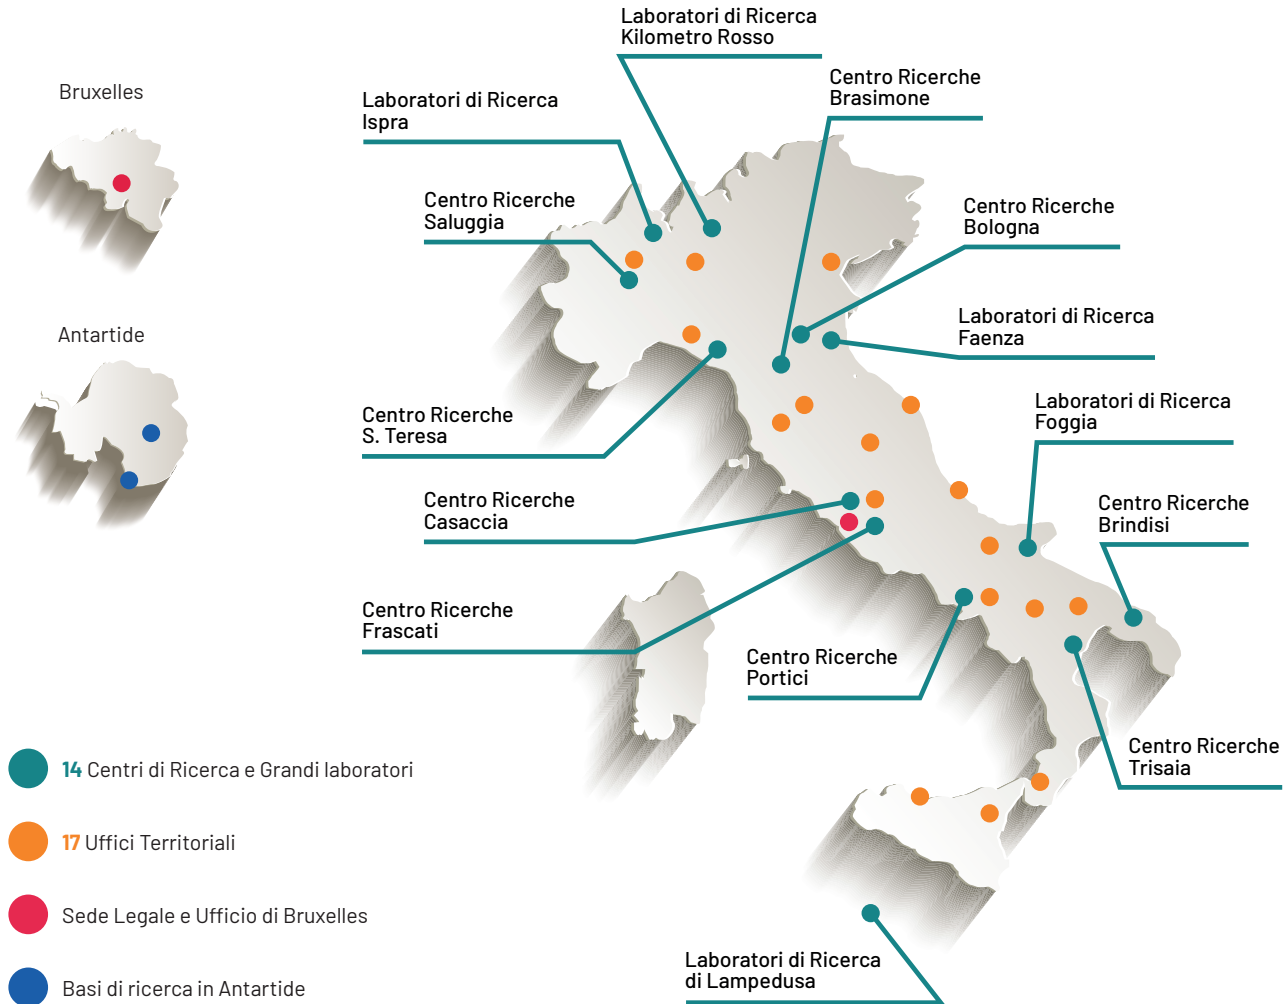 Laboratori di Ricerca
Kilometro Rosso
Centro Ricerche
Brasimone
Bruxelles
Laboratori di Ricerca
Ispra
Centro Ricerche
Saluggia
Centro Ricerche
Bologna
Antartide
Laboratori di Ricerca
Faenza
Centro Ricerche
S. Teresa
Laboratori di Ricerca
Foggia
Centro Ricerche
Casaccia
Centro Ricerche
Brindisi
Centro Ricerche
Frascati
Centro Ricerche
Portici
Centro Ricerche
Trisaia
14 Centri di Ricerca e Grandi laboratori
17 Uffici Territoriali
Sede Legale e Ufficio di Bruxelles
Laboratori di Ricerca
di Lampedusa
Basi di ricerca in Antartide